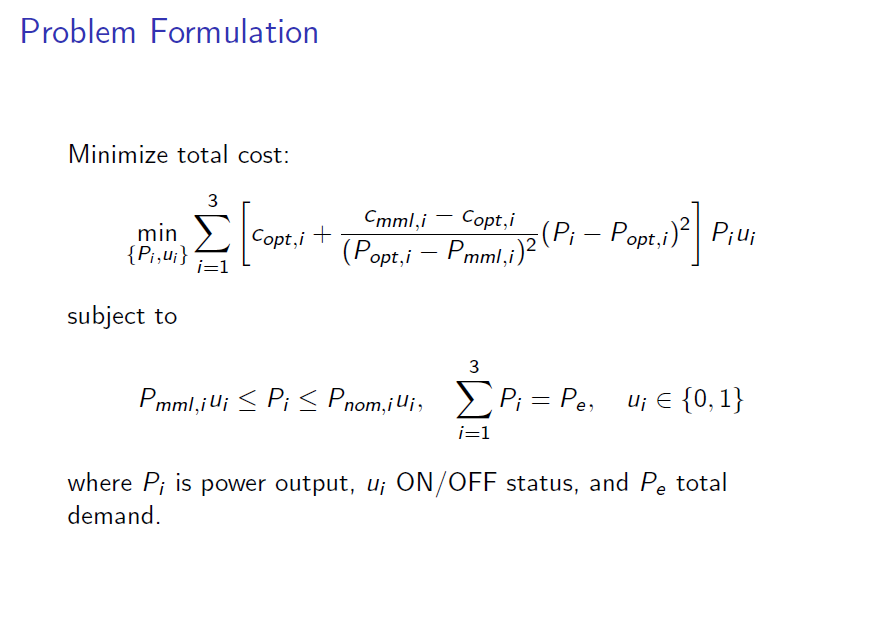 Problem Formulation
Minimize total cost:
\min_{\{P_i,u_i\}} \sum_{i=1}^{3} \left[ c_{opt,i} + \frac{c_{mml,i} - c_{opt,i}}{(P_{opt,i} - P_{mml,i})^2} (P_i - P_{opt,i})^2 \right] P_i u_i
subject to
P_{mml,i} u_i \leq P_i \leq P_{nom,i} u_i, \quad \sum_{i=1}^{3} P_i = P_e, \quad u_i \in \{0, 1\}
where P_i is power output, u_i ON/OFF status, and P_e total
demand.